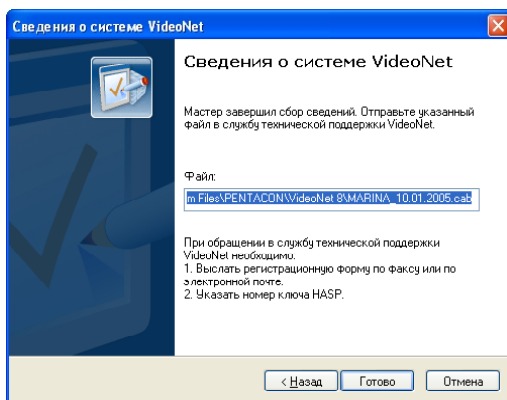 Сведения о системе VideoNet
Сведения о системе VideoNet
Мастер завершил сбор сведений. Отправьте указанный
файл в службу технической поддержки VideoNet.
Файл:
m Files\PENTACON\VideoNet 8\MARINA_10.01.2005.cab
При обращении в службу технической поддержки
VideoNet необходимо:
1. Выслать регистрационную форму по факсу или по
электронной почте.
2. Указать номер ключа HASP.
< Назад
Готово
Отмена